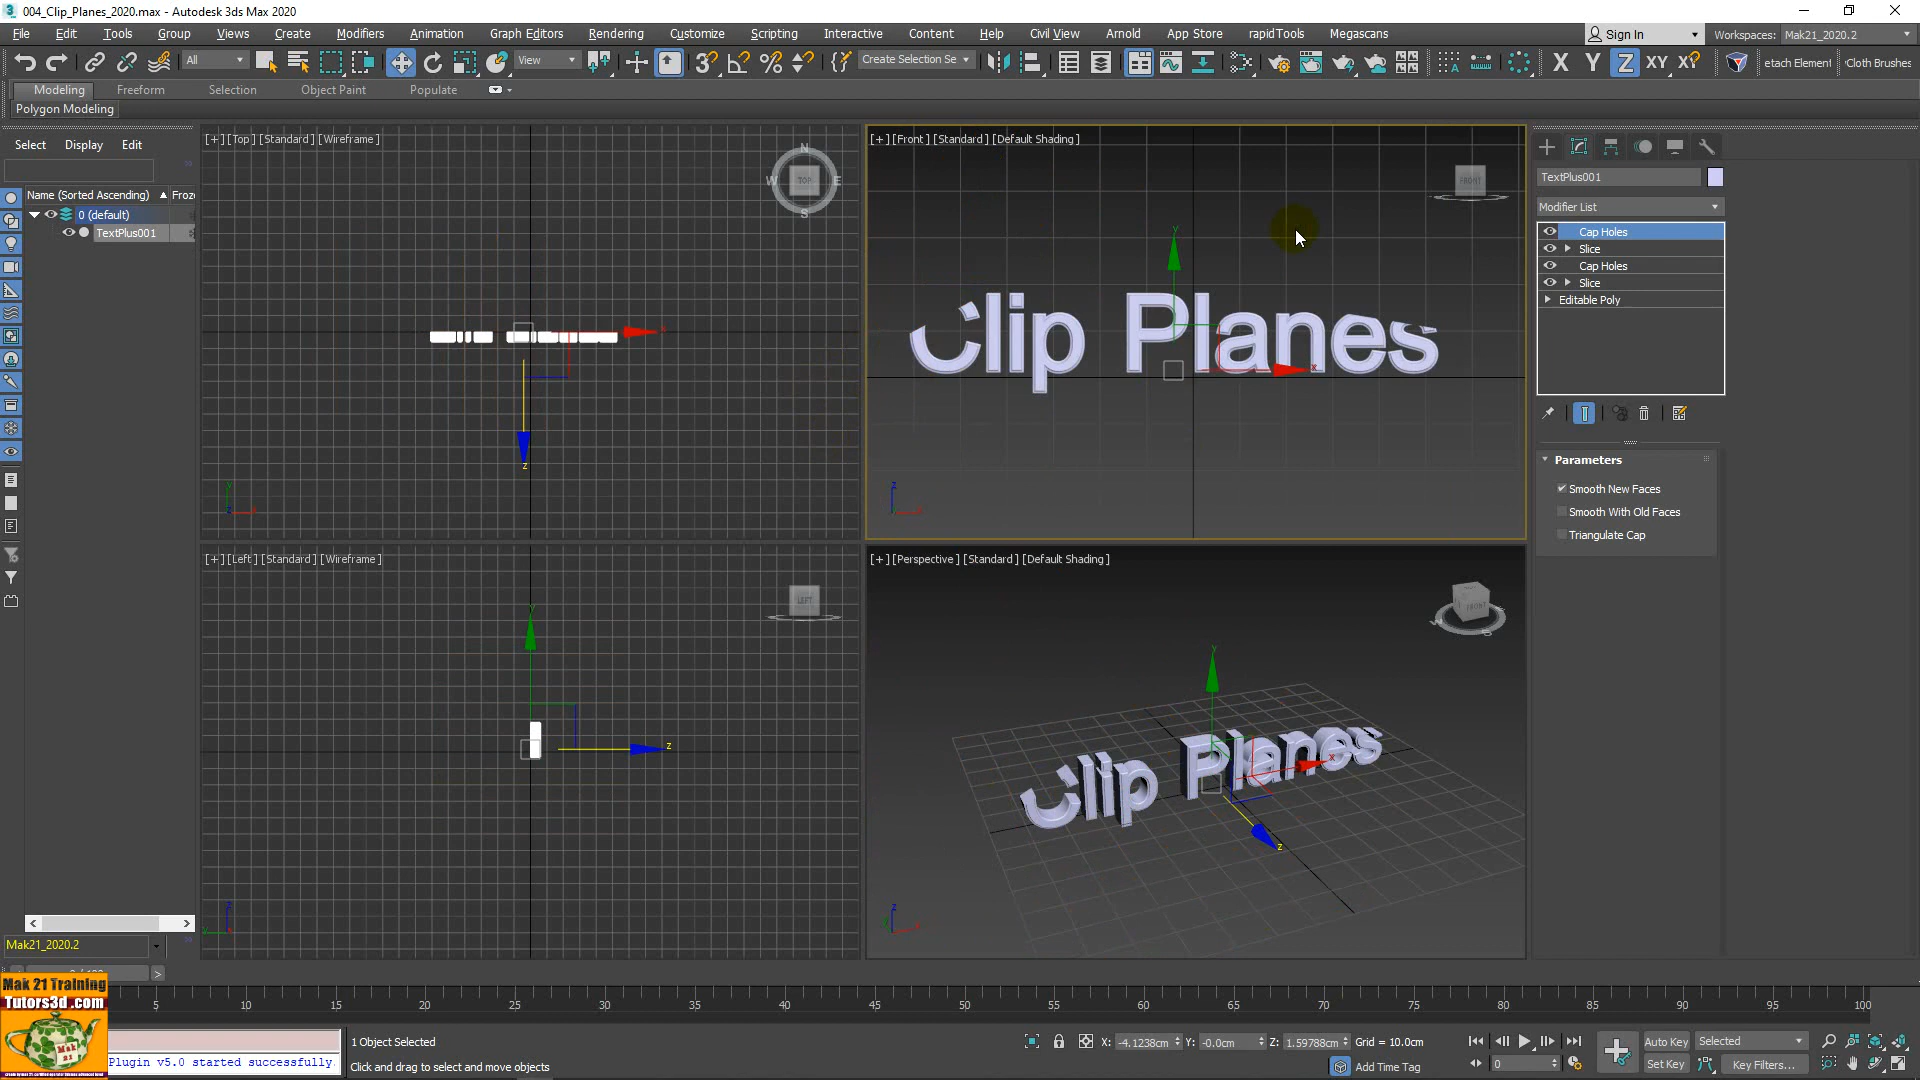 004_Clip_Planes_2020.max - Autodesk 3ds Max 2020
File Edit Tools Group Views Create Modifiers Animation Graph Editors Rendering Customize Scripting Interactive Content Help Civil View Arnold App Store rapidTools Megascans Sign In Workspaces: Mak21_2020.2
All View Create Selection Se X Y Z XY XY etach Element Cloth Brushes
Modeling Freeform Selection Object Paint Populate
Polygon Modeling
Select Display Edit
Name (Sorted Ascending) Froz
0 (default)
TextPlus001
[+] [Top] [Standard] [Wireframe]
N
W TOP E
S
x
z
[+] [Front] [Standard] [Default Shading]
FRONT
y
Clip Planes
x
[+] [Left] [Standard] [Wireframe]
LEFT
y
z
[+] [Perspective] [Standard] [Default Shading]
FRONT
y
Clip Planes
x
z
TextPlus001
Modifier List
Cap Holes
Slice
Cap Holes
Slice
Editable Poly
Parameters
Smooth New Faces
Smooth With Old Faces
Triangulate Cap
Mak21_2020.2
Mak 21 Training
Tutors3d .com
Mak
21
5 10 15 20 25 30 35 40 45 50 55 60 65 70 75 80 85 90 95 100
Plugin v5.0 started successfully.
1 Object Selected
Click and drag to select and move objects
X: -4.1238cm Y: -0.0cm Z: 1.59788cm Grid = 10.0cm
Add Time Tag
0
Auto Key Selected
Set Key Key Filters...